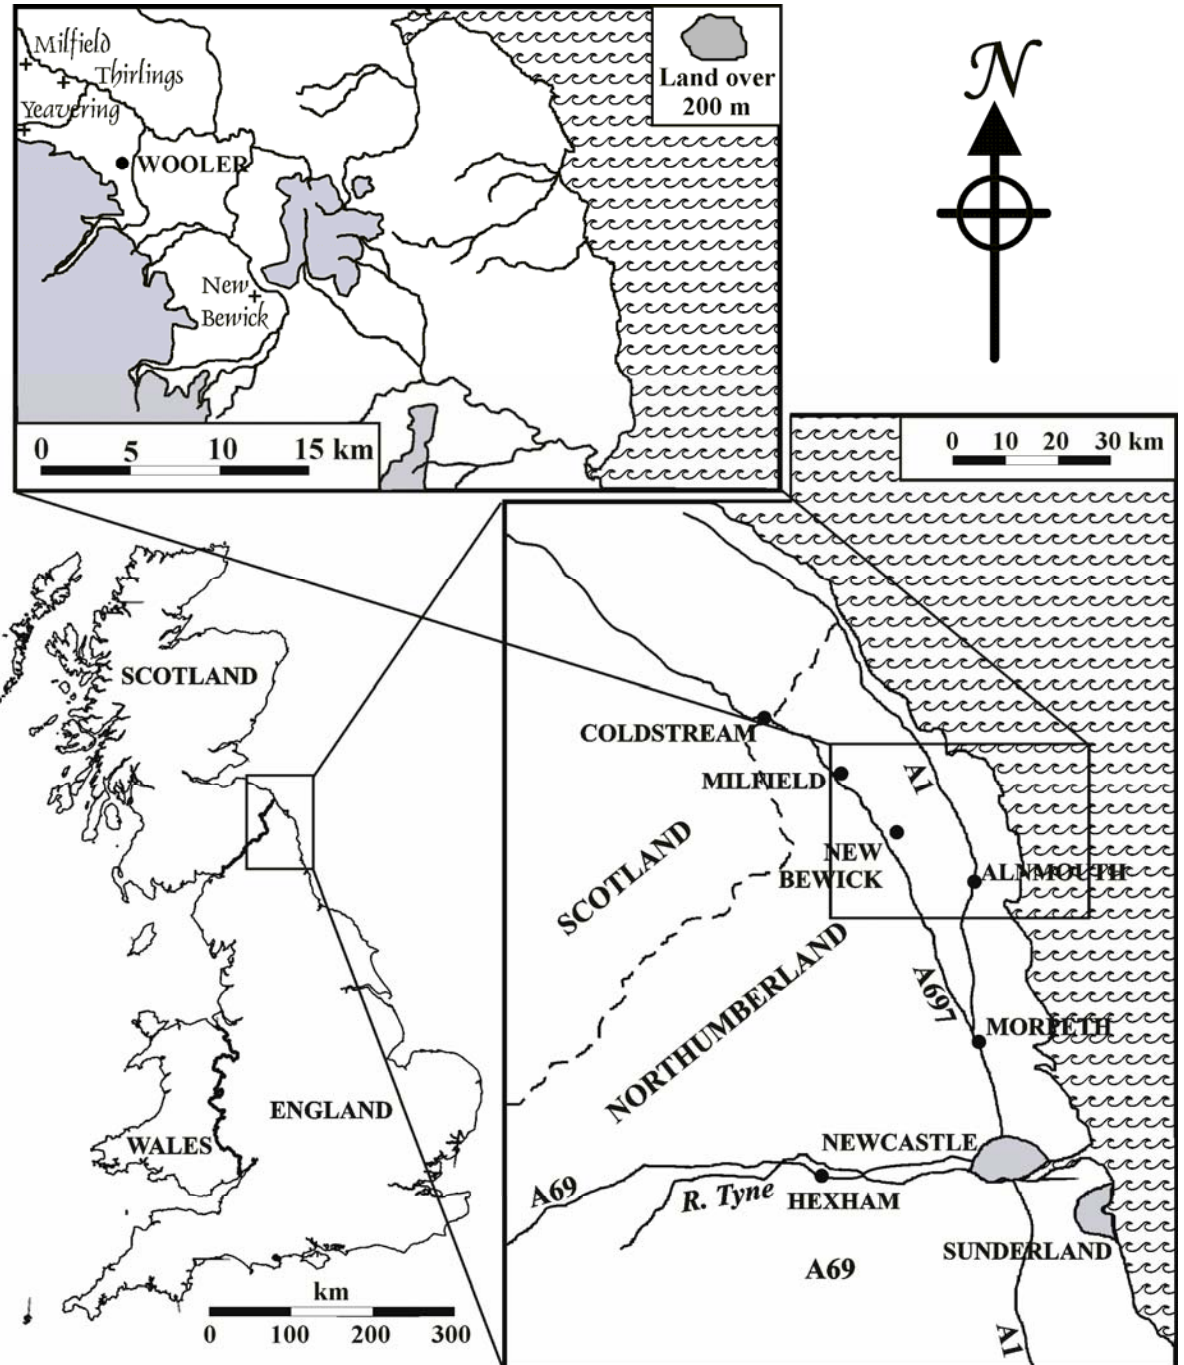 Milfield
Thirlings
Yeavering
WOOLER
New
Bewick
Land over
200 m
0 5 10 15 km
N
0 10 20 30 km
SCOTLAND
ENGLAND
WALES
km
0 100 200 300
COLDSTREAM
MILFIELD
A1
NEW
BEWICK
ALNMOUTH
SCOTLAND
NORTHUMBERLAND
A697
MORPETH
NEWCASTLE
A69
R. Tyne
HEXHAM
SUNDERLAND
A69
A1